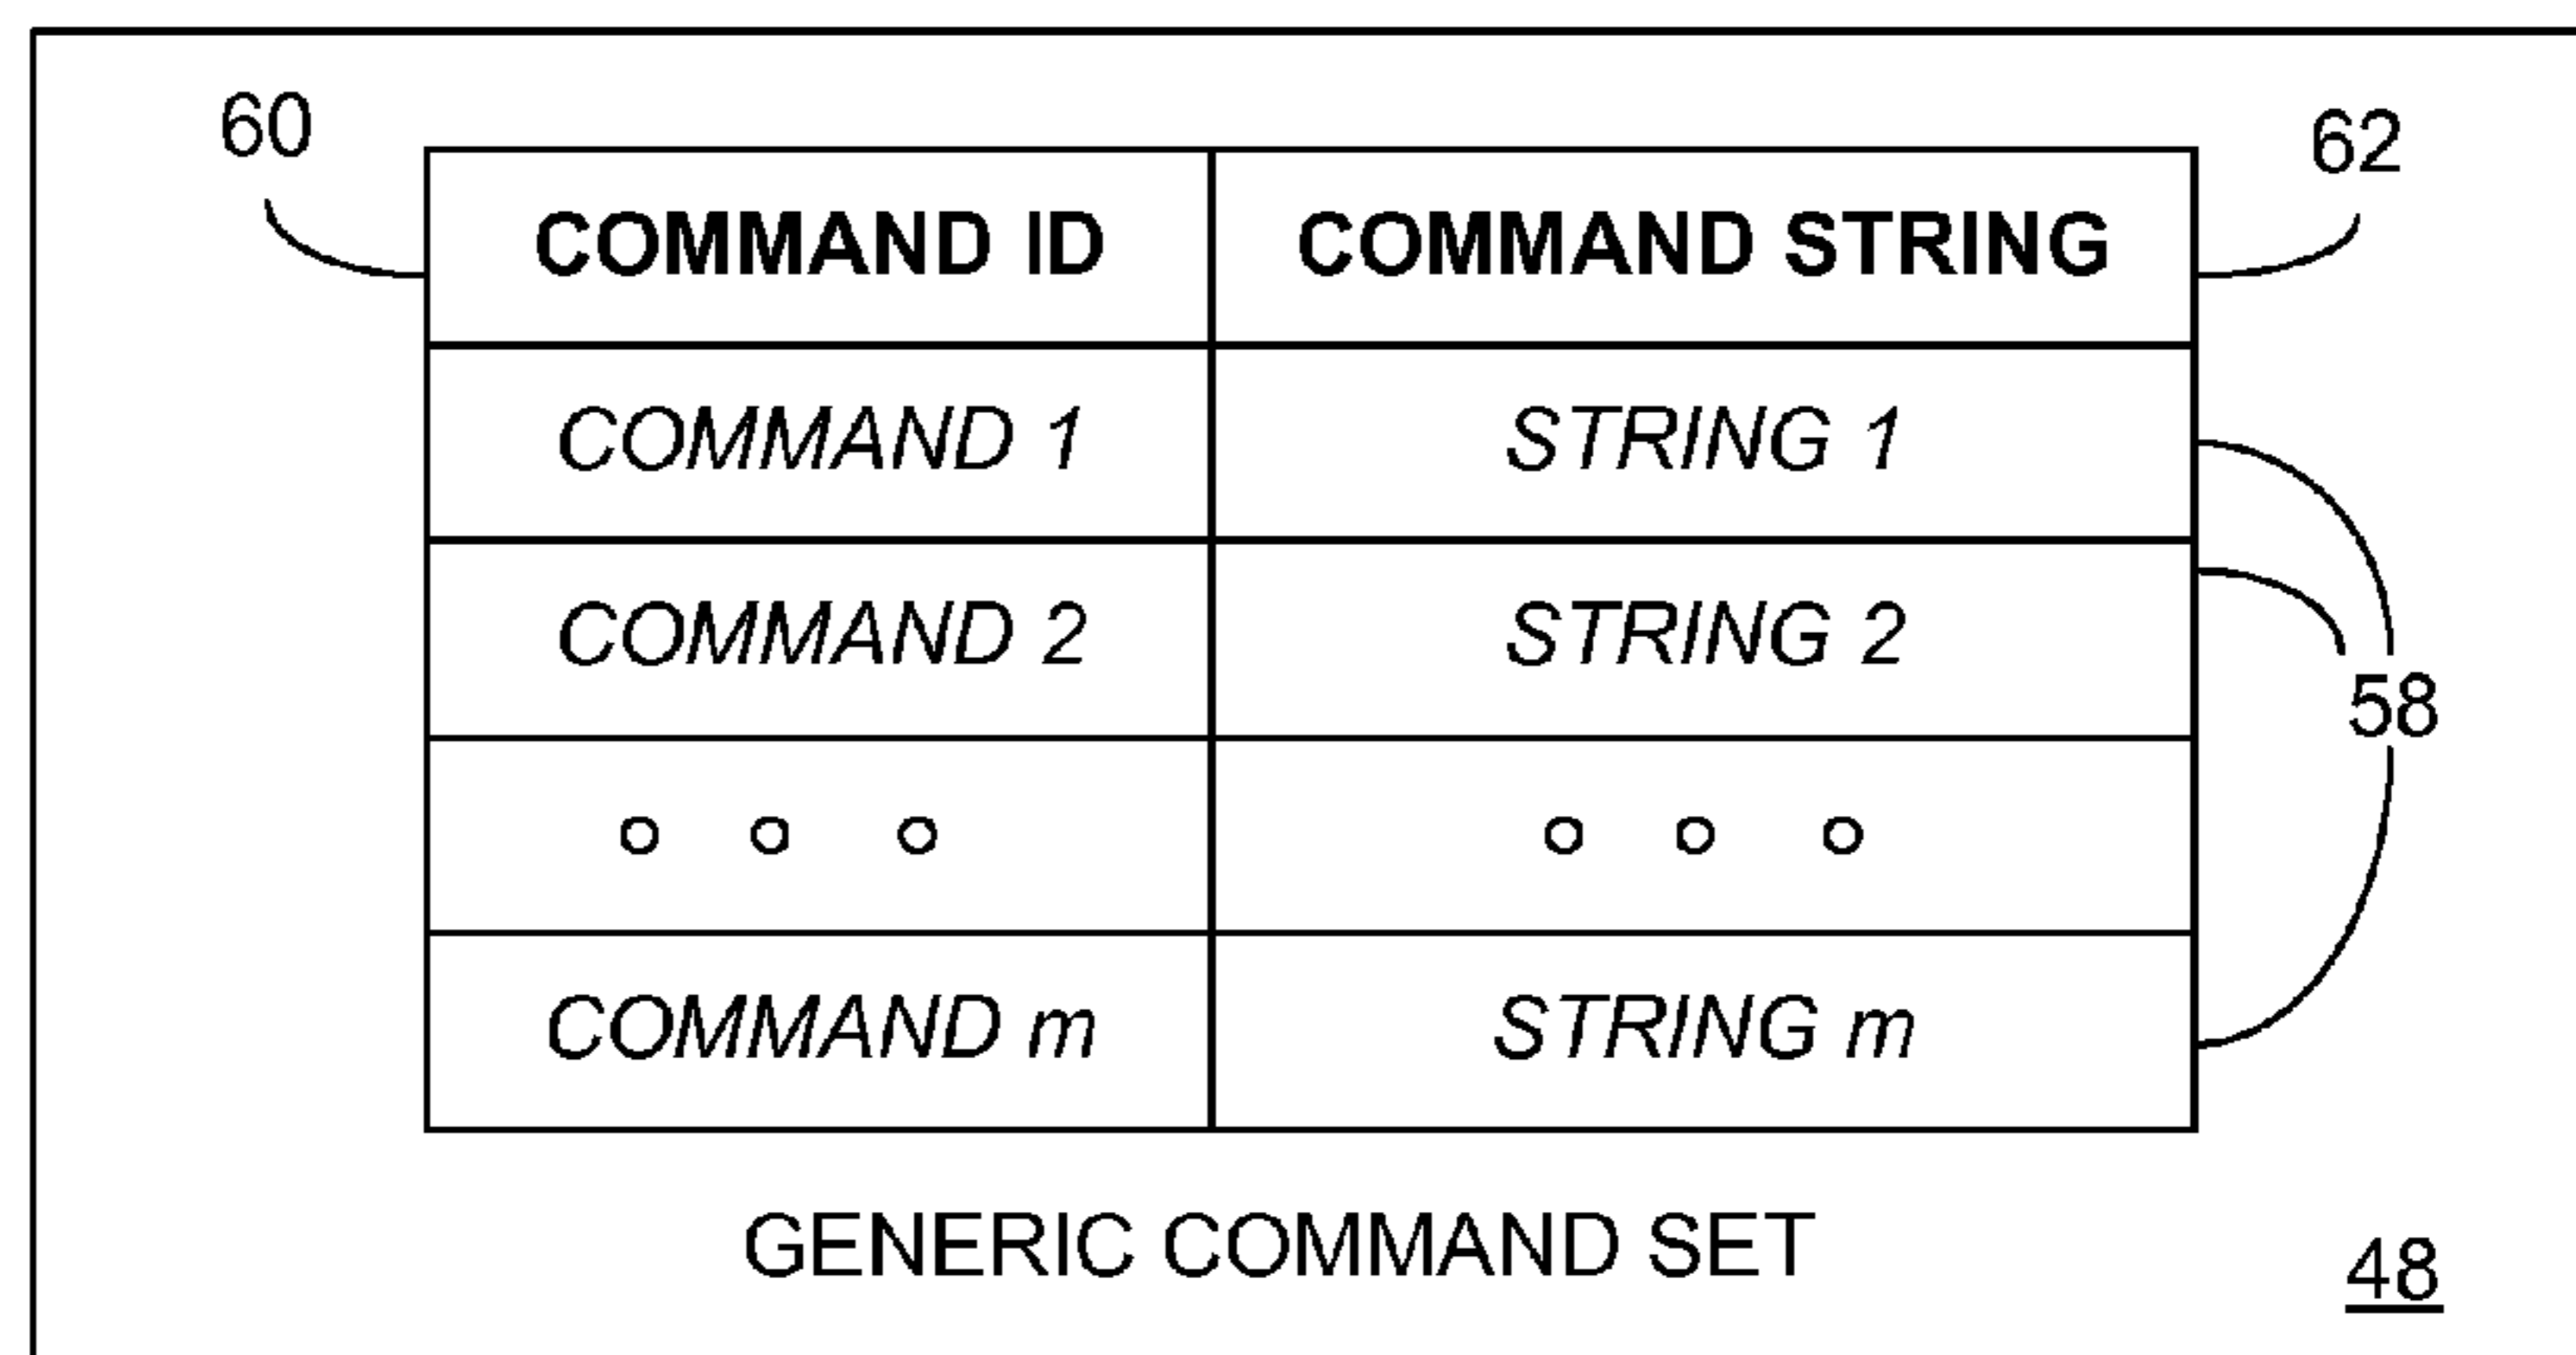 60
62
COMMAND ID COMMAND STRING
COMMAND 1 STRING 1
COMMAND 2 STRING 2
58
COMMAND m STRING m
GENERIC COMMAND SET
48